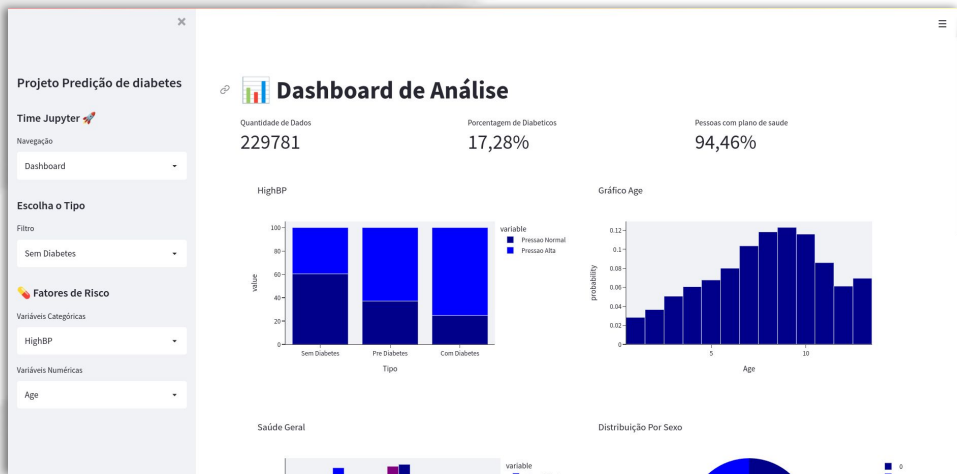 Projeto Predição de diabetes
Time Jupyter 🚀
Navegação
Dashboard
Escolha o Tipo
Filtro
Sem Diabetes
💊 Fatores de Risco
Variáveis Categóricas
HighBP
Variáveis Numéricas
Age
📊 Dashboard de Análise
Quantidade de Dados
229781
Porcentagem de Diabeticos
17,28%
Pessoas com plano de saude
94,46%
HighBP
100
80
60
40
20
0
value
Sem Diabetes
Pre Diabetes
Com Diabetes
Tipo
variable
Pressao Normal
Pressao Alta
Gráfico Age
0.12
0.1
0.08
0.06
0.04
0.02
0
probability
5
10
Age
Saúde Geral
variable
Distribuição Por Sexo
0